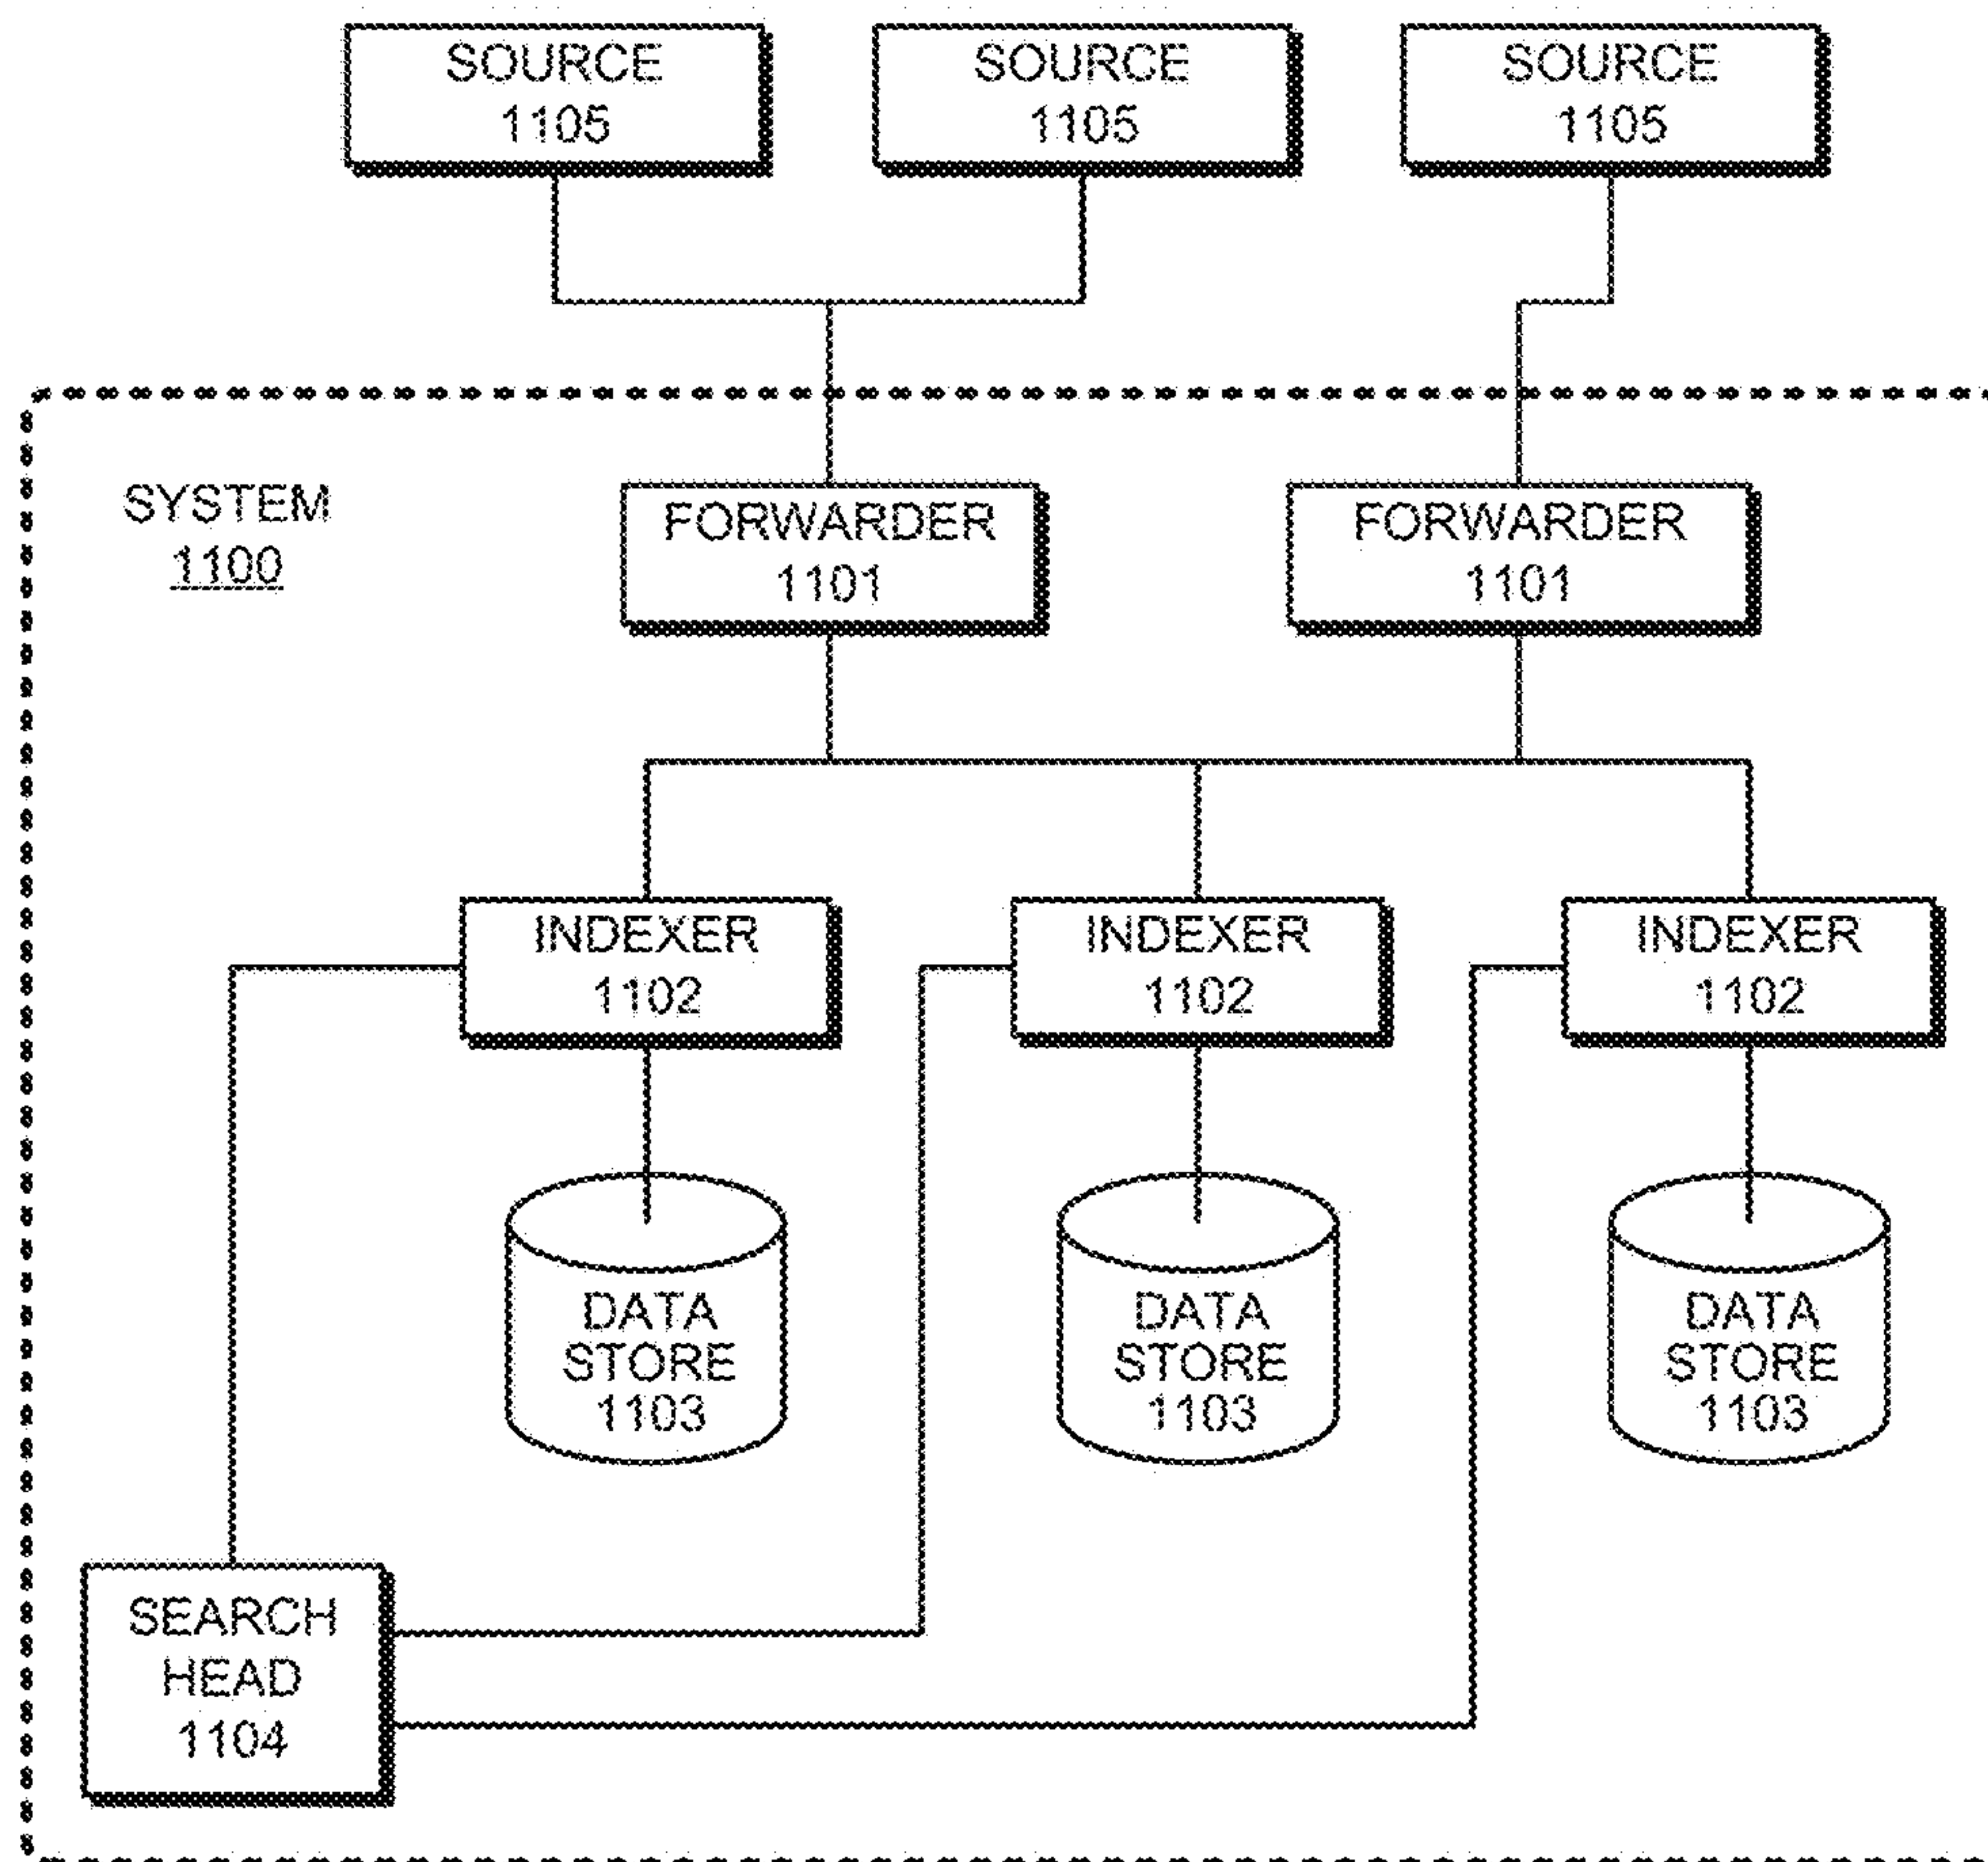 SOURCE
1105
SOURCE
1105
SOURCE
1105
SYSTEM
1100
FORWARDER
1101
FORWARDER
1101
INDEXER
1102
INDEXER
1102
INDEXER
1102
DATA
STORE
1103
DATA
STORE
1103
DATA
STORE
1103
SEARCH
HEAD
1104